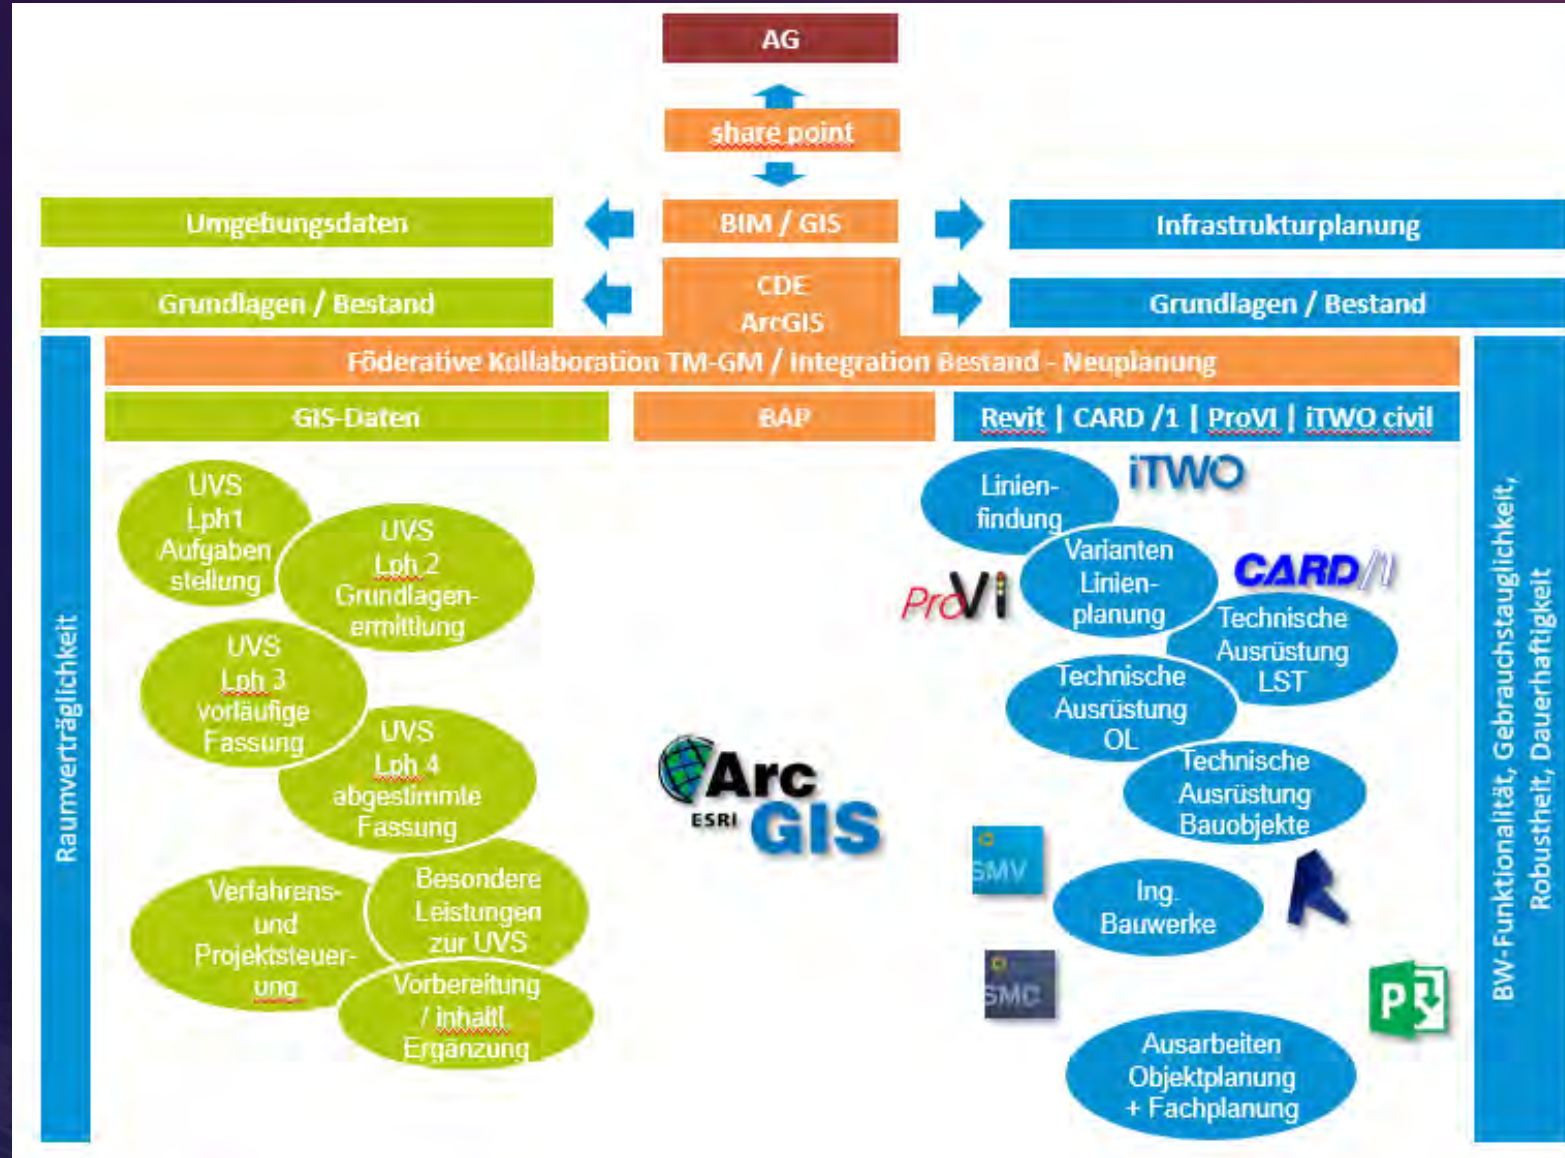 AG
share point
Umgebungsdaten
BIM / GIS
Infrastrukturplanung
Grundlagen / Bestand
CDE
ArcGIS
Grundlagen / Bestand
Föderative Kollaboration TM-GM / Integration Bestand - Neuplanung
GIS-Daten
BAP
Revit | CARD /1 | ProVI | iTWO civil
Raumverträglichkeit
UVS
Lph1
Aufgaben
stellung
UVS
Lph 2
Grundlagen-
ermittlung
UVS
Lph 3
vorläufige
Fassung
UVS
Lph 4
abgestimmte
Fassung
Verfahrens-
und
Projektsteuer-
ung
Besondere
Leistungen
zur UVS
Vorbereitung
/ inhaltl.
Ergänzung
Arc
ESRI GIS
Linien-
findung
iTWO
Varianten
Linien-
planung
CARD/1
ProVI
Technische
Ausrüstung
LST
Technische
Ausrüstung
OL
Technische
Ausrüstung
Bauobjekte
SMV
Ing.
Bauwerke
R
SMC
P
Ausarbeiten
Objektplanung
+ Fachplanung
BW-Funktionalität, Gebrauchstauglichkeit,
Robustheit, Dauerhaftigkeit